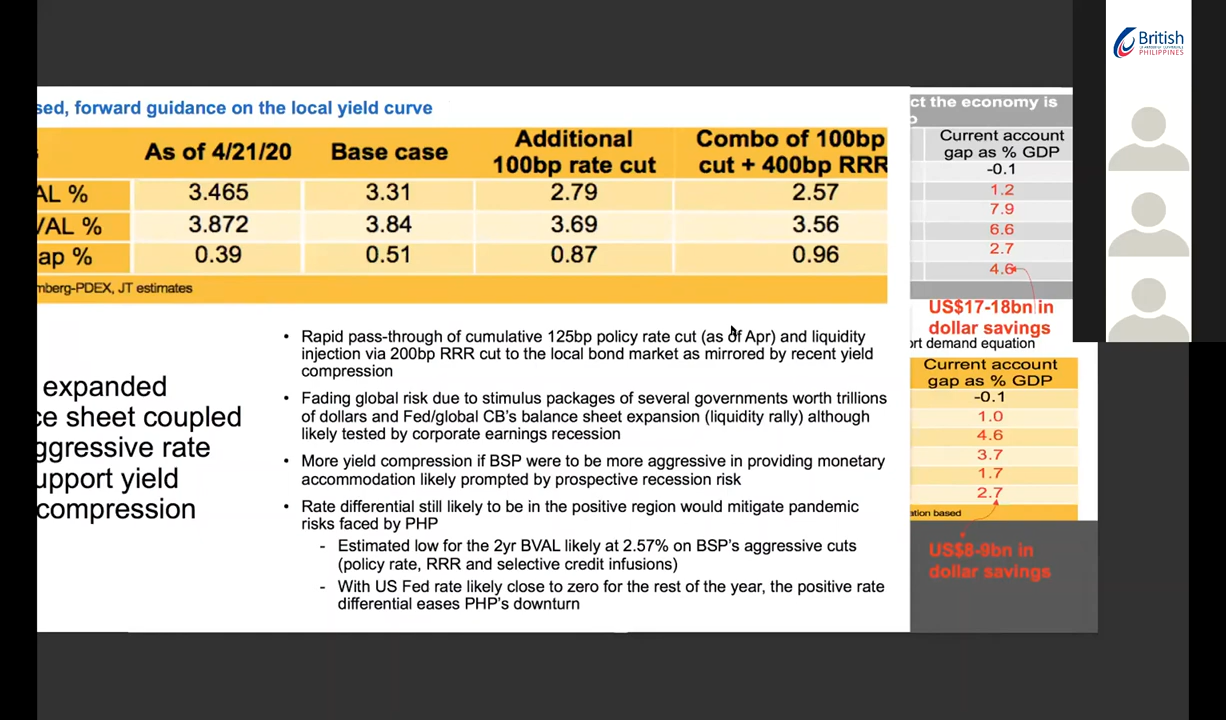 British
PHILIPPINES
sed, forward guidance on the local yield curve
As of 4/21/20 Base case Additional 100bp rate cut Combo of 100bp cut + 400bp RRR
AL % 3.465 3.31 2.79 2.57
VAL % 3.872 3.84 3.69 3.56
ap % 0.39 0.51 0.87 0.96
mberg-PDEX, JT estimates
expanded
ce sheet coupled
ggressive rate
upport yield
compression
• Rapid pass-through of cumulative 125bp policy rate cut (as of Apr) and liquidity
injection via 200bp RRR cut to the local bond market as mirrored by recent yield
compression
• Fading global risk due to stimulus packages of several governments worth trillions
of dollars and Fed/global CB's balance sheet expansion (liquidity rally) although
likely tested by corporate earnings recession
• More yield compression if BSP were to be more aggressive in providing monetary
accommodation likely prompted by prospective recession risk
• Rate differential still likely to be in the positive region would mitigate pandemic
risks faced by PHP
- Estimated low for the 2yr BVAL likely at 2.57% on BSP's aggressive cuts
(policy rate, RRR and selective credit infusions)
- With US Fed rate likely close to zero for the rest of the year, the positive rate
differential eases PHP's downturn
ct the economy is
Current account
gap as % GDP
-0.1
1.2
7.9
6.6
2.7
4.6
US$17-18bn in
dollar savings
ort demand equation
Current account
gap as % GDP
-0.1
1.0
4.6
3.7
1.7
2.7
ation based
US$8-9bn in
dollar savings